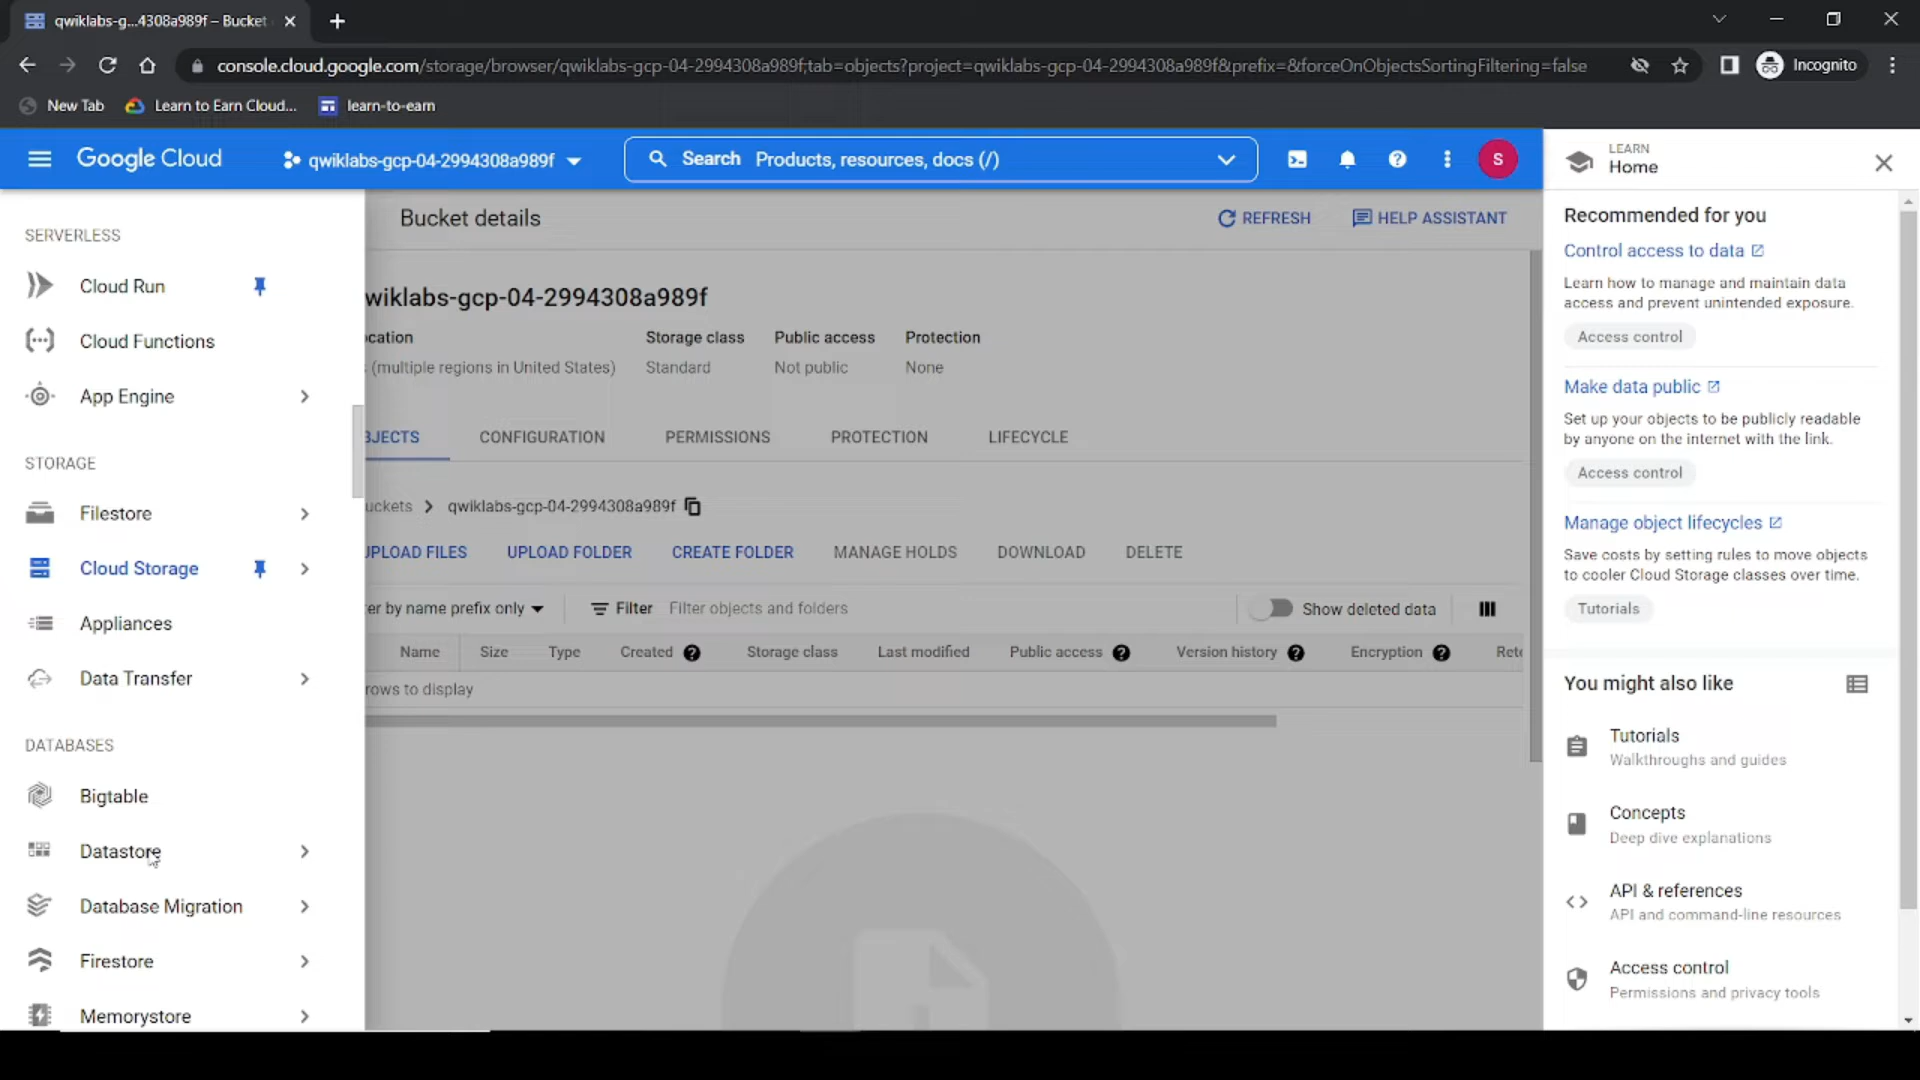 qwiklabs-g...4308a989f – Bucket
console.cloud.google.com/storage/browser/qwiklabs-gcp-04-2994308a989f;tab=objects?project=qwiklabs-gcp-04-2994308a989f&prefix=&forceOnObjectsSortingFiltering=false
Incognito
New Tab
Learn to Earn Cloud...
learn-to-earn
Google Cloud
qwiklabs-gcp-04-2994308a989f
Search Products, resources, docs (/)
S
LEARN
Home
SERVERLESS
Cloud Run
Cloud Functions
App Engine
STORAGE
Filestore
Cloud Storage
Appliances
Data Transfer
DATABASES
Bigtable
Datastore
Database Migration
Firestore
Memorystore
Bucket details
REFRESH
HELP ASSISTANT
wiklabs-gcp-04-2994308a989f
ocation
Storage class
Public access
Protection
(multiple regions in United States)
Standard
Not public
None
BJECTS
CONFIGURATION
PERMISSIONS
PROTECTION
LIFECYCLE
uckets
qwiklabs-gcp-04-2994308a989f
UPLOAD FILES
UPLOAD FOLDER
CREATE FOLDER
MANAGE HOLDS
DOWNLOAD
DELETE
er by name prefix only
Filter Filter objects and folders
Show deleted data
Name
Size
Type
Created
Storage class
Last modified
Public access
Version history
Encryption
Rete
rows to display
Recommended for you
Control access to data
Learn how to manage and maintain data
access and prevent unintended exposure.
Access control
Make data public
Set up your objects to be publicly readable
by anyone on the internet with the link.
Access control
Manage object lifecycles
Save costs by setting rules to move objects
to cooler Cloud Storage classes over time.
Tutorials
You might also like
Tutorials
Walkthroughs and guides
Concepts
Deep dive explanations
API & references
API and command-line resources
Access control
Permissions and privacy tools